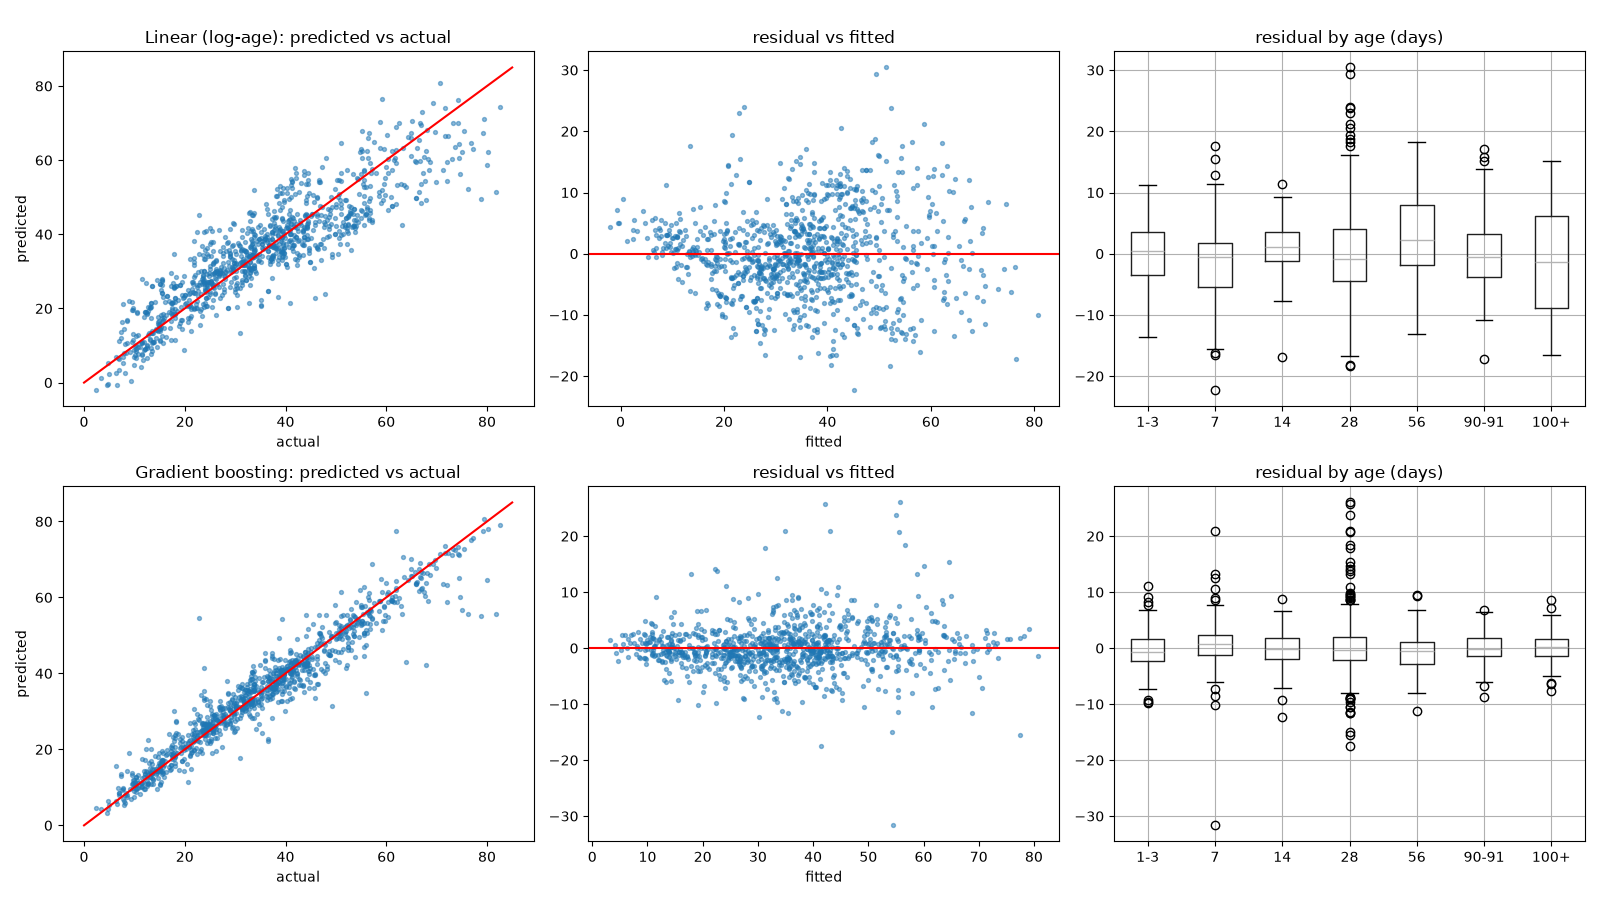 Linear (log-age): predicted vs actual
predicted
80
60
40
20
0
0 20 40 60 80
actual
residual vs fitted
30
20
10
0
−10
−20
0 20 40 60 80
fitted
residual by age (days)
30
20
10
0
−10
−20
1-3 7 14 28 56 90-91 100+
Gradient boosting: predicted vs actual
predicted
80
60
40
20
0
0 20 40 60 80
actual
residual vs fitted
20
10
0
−10
−20
−30
0 10 20 30 40 50 60 70 80
fitted
residual by age (days)
20
10
0
−10
−20
−30
1-3 7 14 28 56 90-91 100+